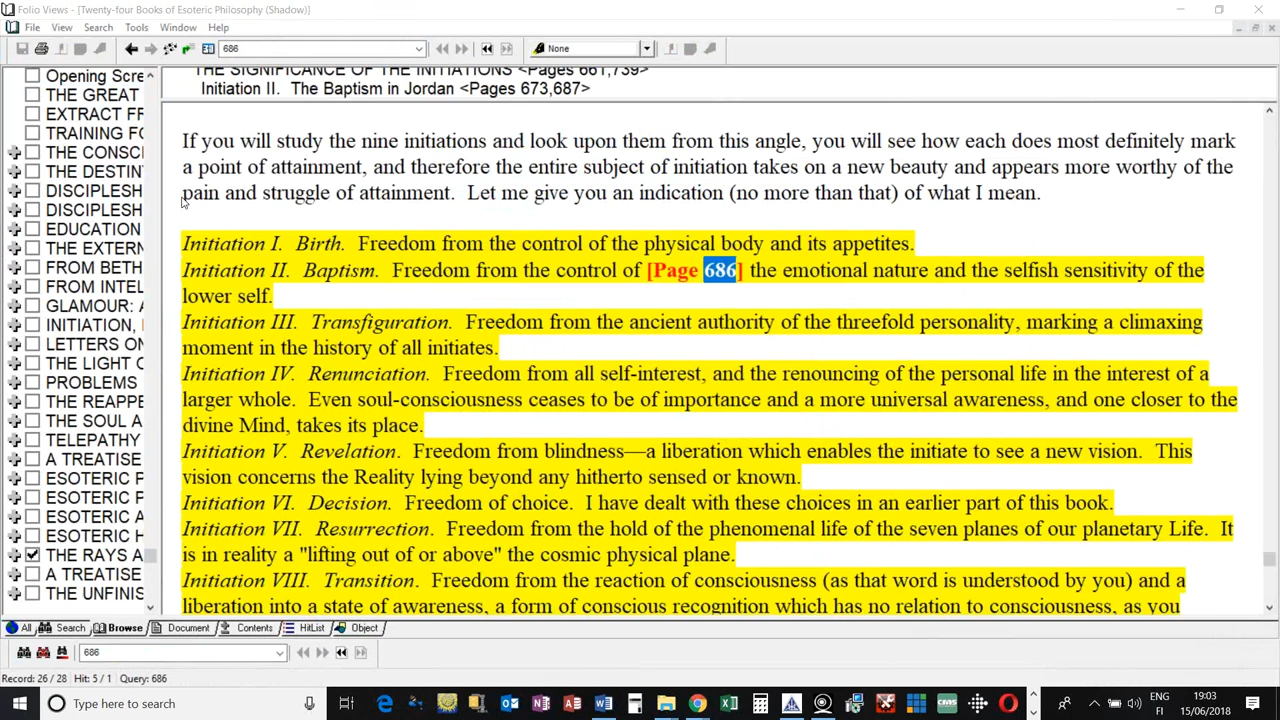 Folio Views - [Twenty-four Books of Esoteric Philosophy (Shadow)]
File View Search Tools Window Help
686 None
Opening Scre
THE GREAT
EXTRACT FR
TRAINING FO
THE CONSC
THE DESTIN
DISCIPLESH
DISCIPLESH
EDUCATION
THE EXTERN
FROM BETH
FROM INTEL
GLAMOUR: A
INITIATION, 
LETTERS ON
THE LIGHT O
PROBLEMS
THE REAPPE
THE SOUL A
TELEPATHY
A TREATISE
ESOTERIC P
ESOTERIC P
ESOTERIC A
ESOTERIC H
THE RAYS A
A TREATISE
THE UNFINIS
THE SIGNIFICANCE OF THE INITIATIONS <Pages 661,739>
Initiation II. The Baptism in Jordan <Pages 673,687>
If you will study the nine initiations and look upon them from this angle, you will see how each does most definitely mark
a point of attainment, and therefore the entire subject of initiation takes on a new beauty and appears more worthy of the
pain and struggle of attainment. Let me give you an indication (no more than that) of what I mean.
Initiation I. Birth. Freedom from the control of the physical body and its appetites.
Initiation II. Baptism. Freedom from the control of [Page 686] the emotional nature and the selfish sensitivity of the
lower self.
Initiation III. Transfiguration. Freedom from the ancient authority of the threefold personality, marking a climaxing
moment in the history of all initiates.
Initiation IV. Renunciation. Freedom from all self-interest, and the renouncing of the personal life in the interest of a
larger whole. Even soul-consciousness ceases to be of importance and a more universal awareness, and one closer to the
divine Mind, takes its place.
Initiation V. Revelation. Freedom from blindness—a liberation which enables the initiate to see a new vision. This
vision concerns the Reality lying beyond any hitherto sensed or known.
Initiation VI. Decision. Freedom of choice. I have dealt with these choices in an earlier part of this book.
Initiation VII. Resurrection. Freedom from the hold of the phenomenal life of the seven planes of our planetary Life. It
is in reality a "lifting out of or above" the cosmic physical plane.
Initiation VIII. Transition. Freedom from the reaction of consciousness (as that word is understood by you) and a
liberation into a state of awareness, a form of conscious recognition which has no relation to consciousness, as you
All Search Browse Document Contents HitList Object
686
Record: 26 / 28 Hit: 5 / 1 Query: 686
Type here to search
ENG 19:03
FI 15/06/2018